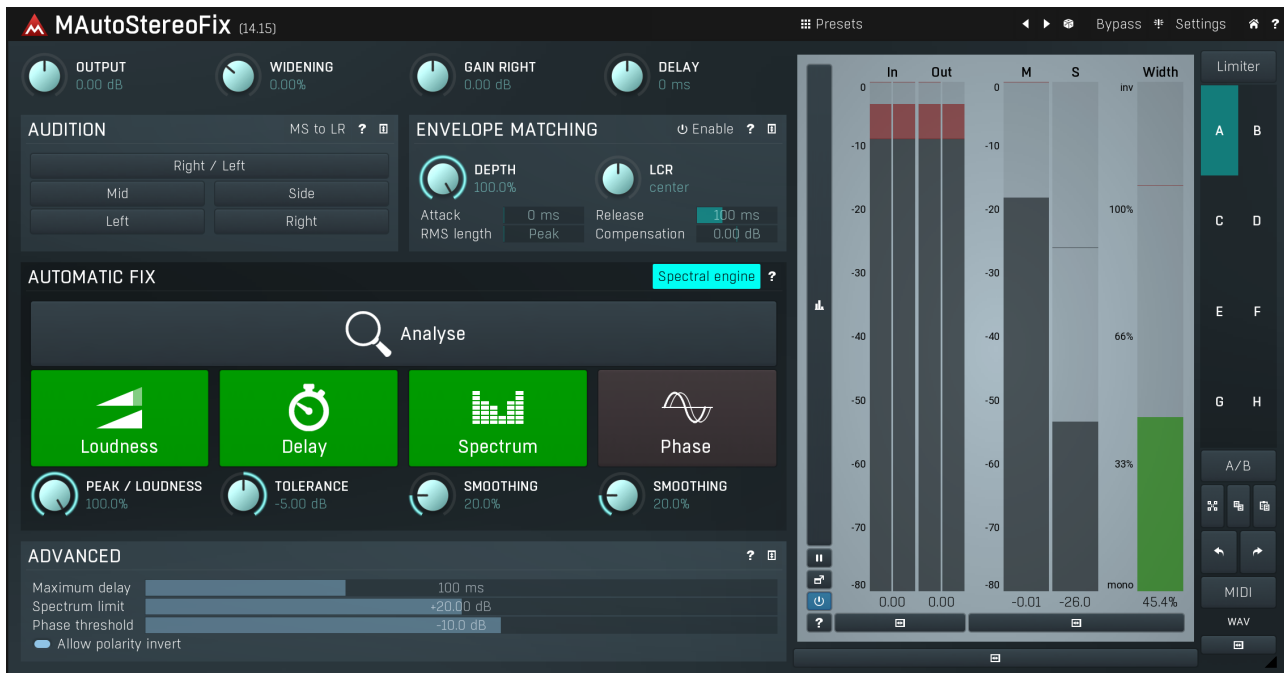 MAutoStereoFix (14.15)
Presets
Bypass
Settings
?
OUTPUT
0.00 dB
WIDENING
0.00%
GAIN RIGHT
0.00 dB
DELAY
0 ms
AUDITION
MS to LR ?
Right / Left
Mid
Side
Left
Right
ENVELOPE MATCHING
Enable ?
DEPTH
100.0%
LCR
center
Attack 0 ms
Release 100 ms
RMS length Peak
Compensation 0.00 dB
AUTOMATIC FIX
Spectral engine ?
Analyse
Loudness
Delay
Spectrum
Phase
PEAK / LOUDNESS
100.0%
TOLERANCE
-5.00 dB
SMOOTHING
20.0%
SMOOTHING
20.0%
ADVANCED
?
Maximum delay 100 ms
Spectrum limit +20.00 dB
Phase threshold -10.0 dB
Allow polarity invert
In Out M S Width
0 0 inv
-10 -10
-20 -20 100%
-30 -30
-40 -40 66%
-50 -50
-60 -60 33%
-70 -70
-80 -80 mono
0.00 0.00 -0.01 -26.0 45.4%
?
Limiter
A B
C D
E F
G H
A/B
MIDI
WAV